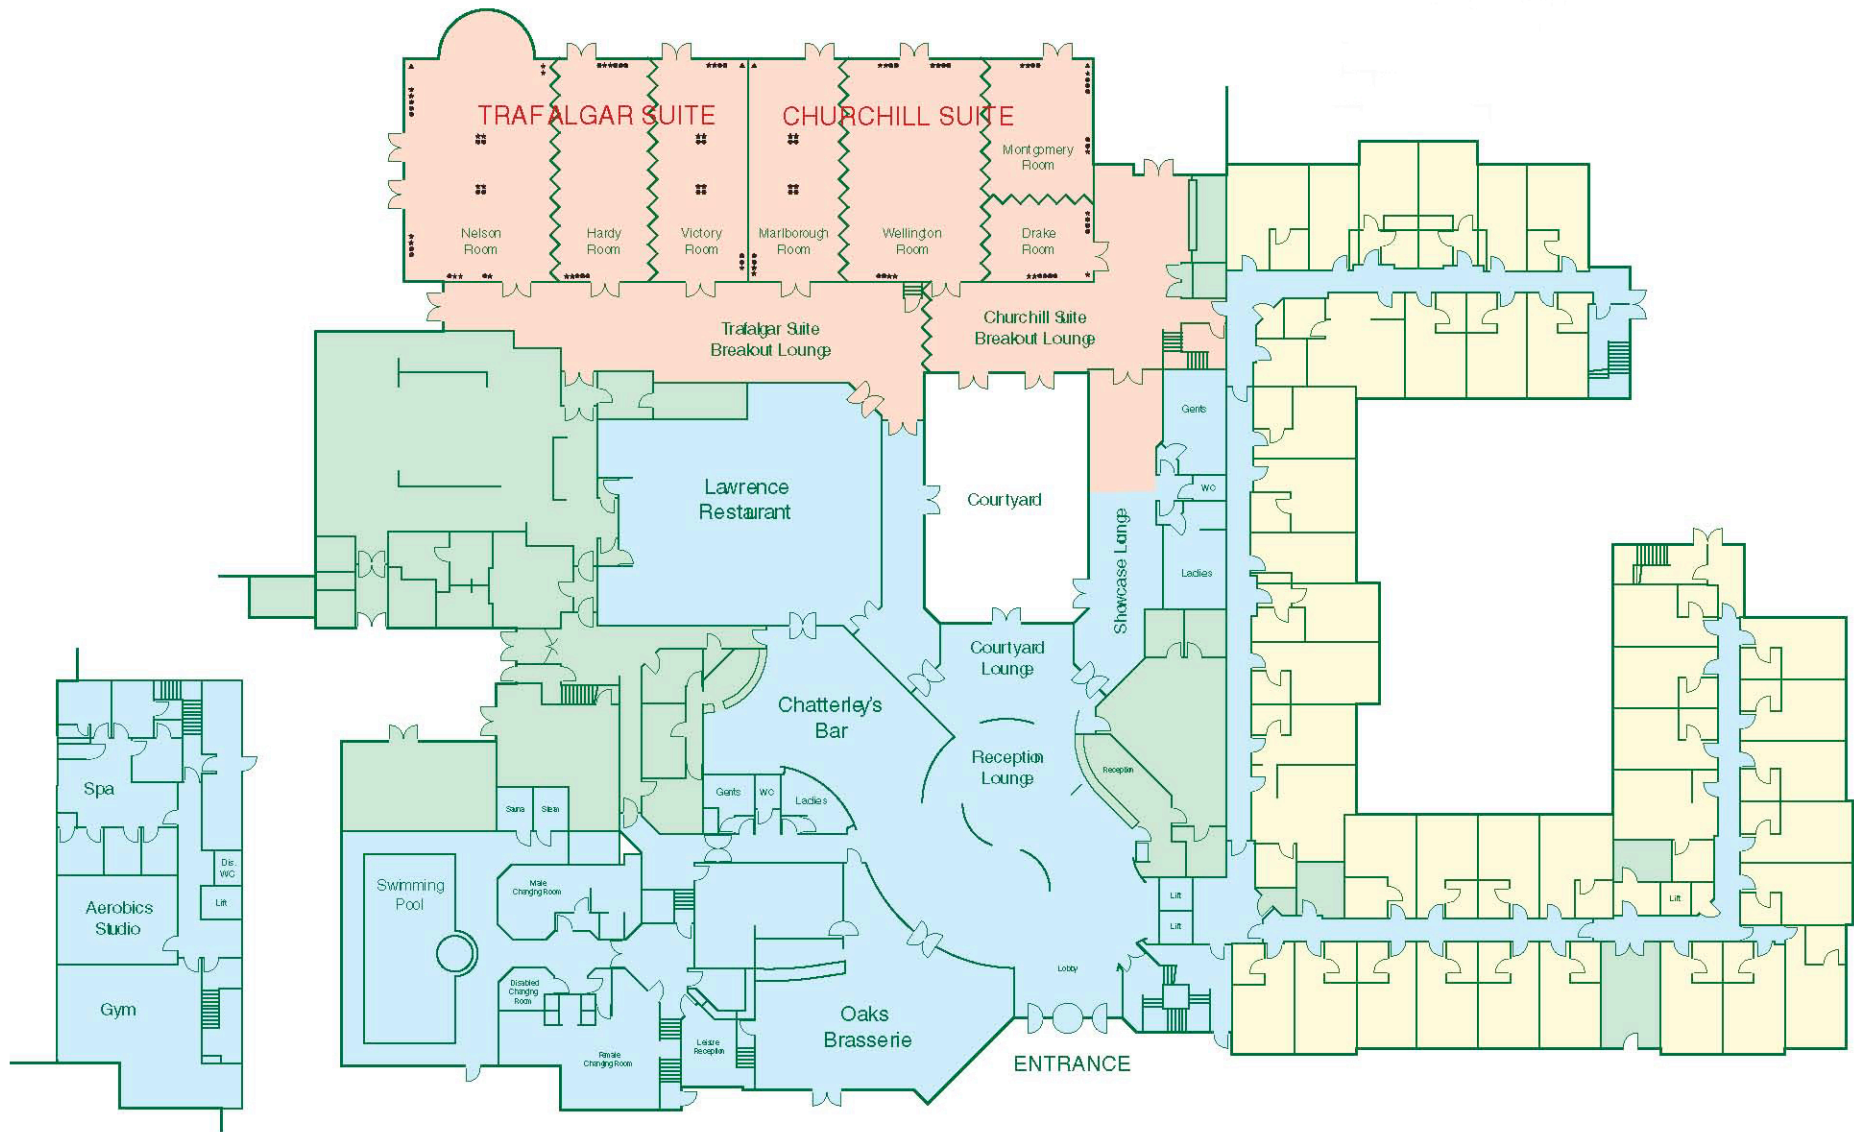 TRAFALGAR SUITE
CHURCHILL SUITE
Montgomery
Room
Nelson
Room
Hardy
Room
Victory
Room
Marlborough
Room
Wellington
Room
Drake
Room
Trafalgar Suite
Breakout Lounge
Churchill Suite
Breakout Lounge
Gents
WC
Ladies
Lawrence
Restaurant
Courtyard
Showcase Lounge
Courtyard
Lounge
Chatterley's
Bar
Reception
Lounge
Reception
Gents
WC
Ladies
Sauna
Steam
Spa
Dis.
WC
Lift
Aerobics
Studio
Gym
Swimming
Pool
Male
Changing Room
Disabled
Changing
Room
Female
Changing Room
Leisure
Reception
Oaks
Brasserie
Lift
Lift
Lift
Lobby
ENTRANCE